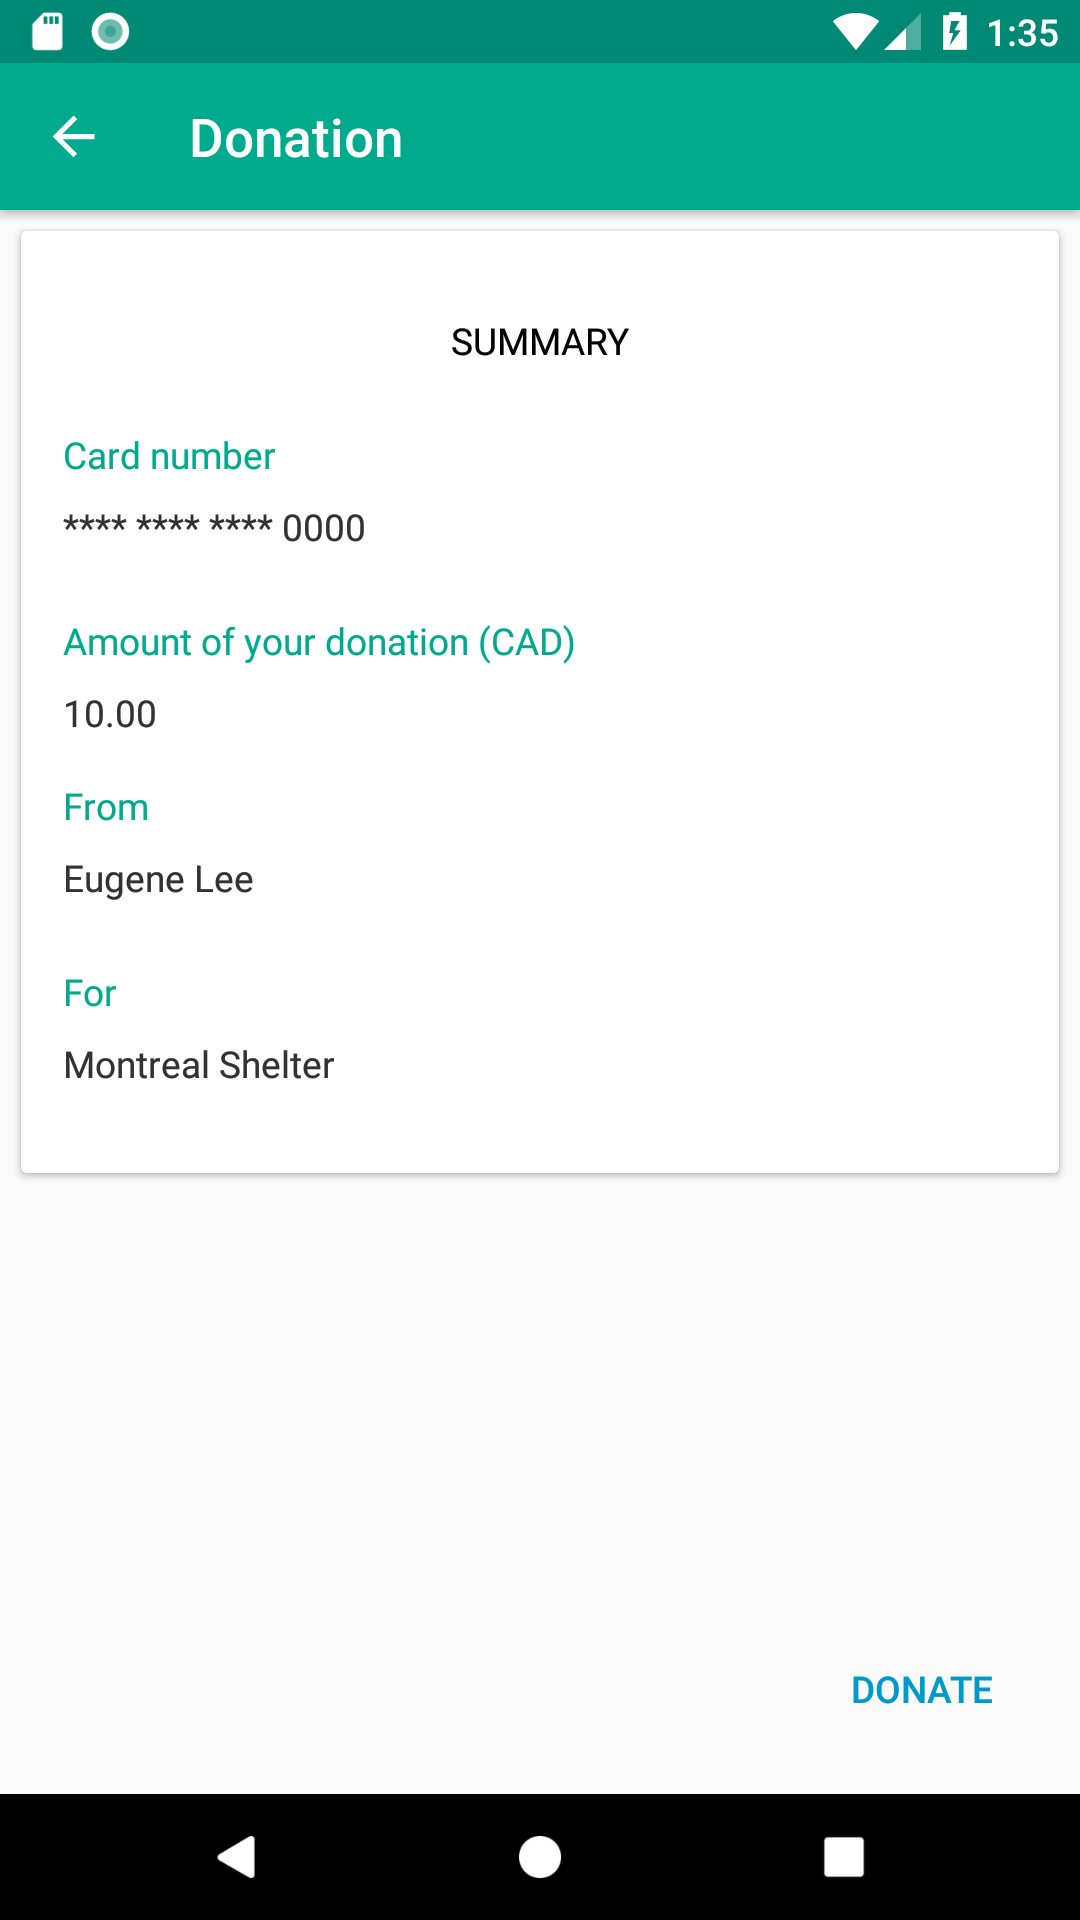 1:35
Donation
SUMMARY
Card number
**** **** **** 0000
Amount of your donation (CAD)
10.00
From
Eugene Lee
For
Montreal Shelter
DONATE